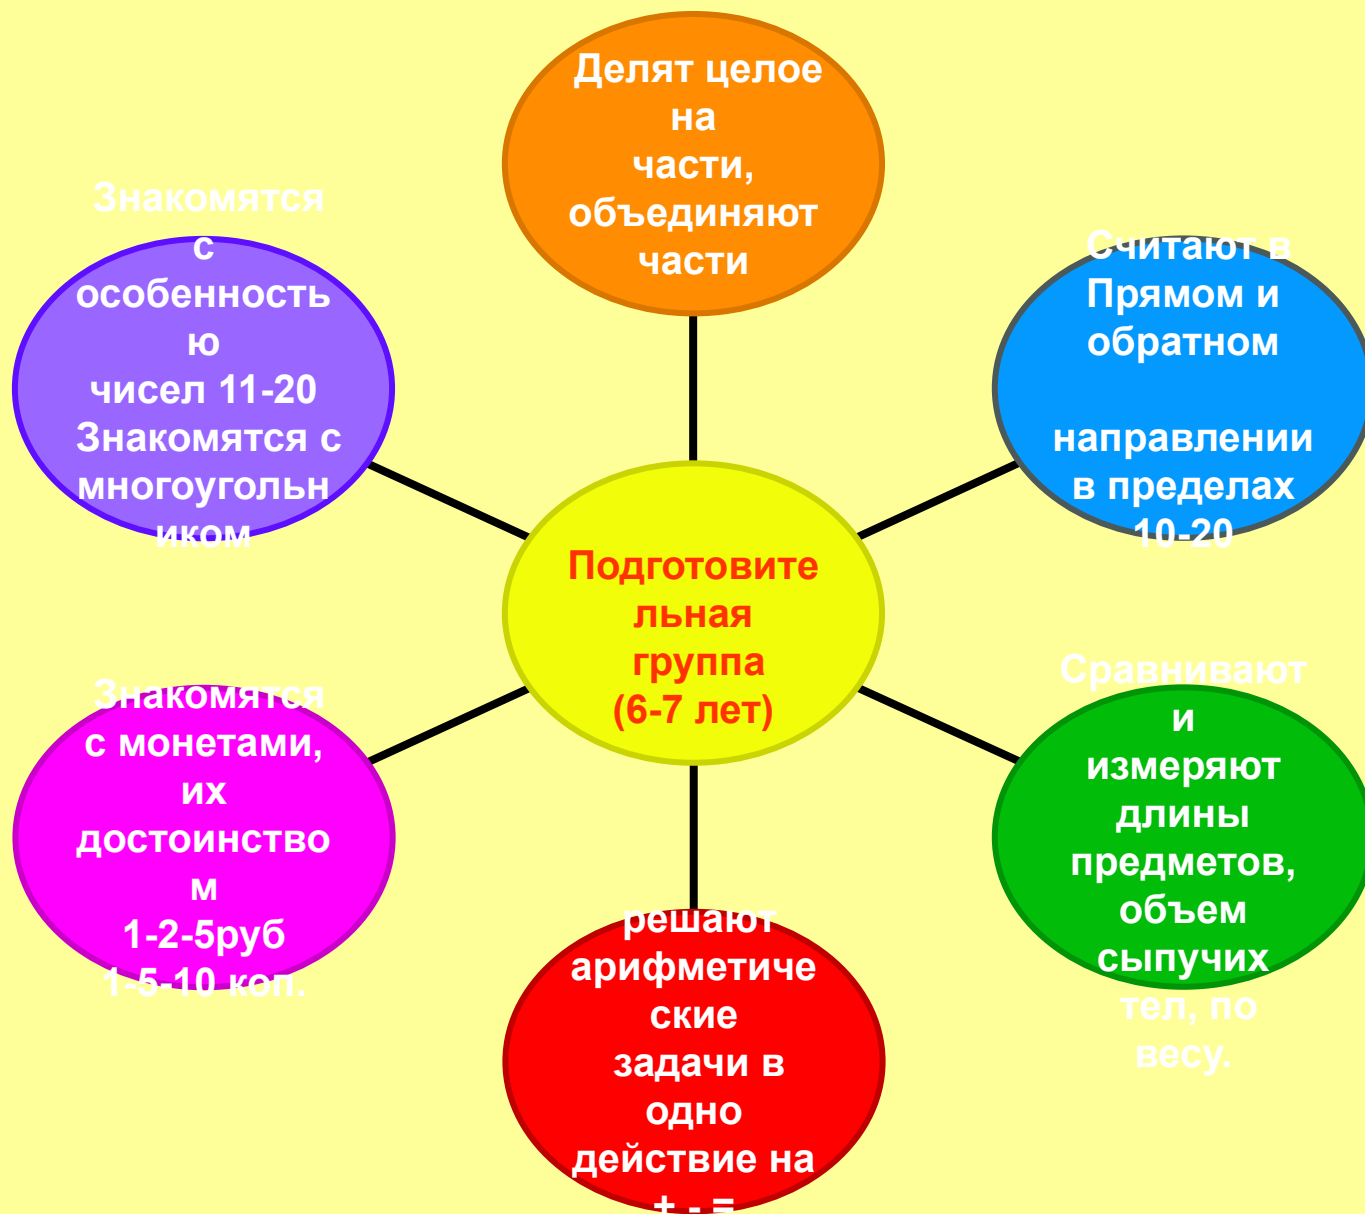 Делят целое
на
части,
объединяют
части
Считают в
Прямом и
обратном
направлении
в пределах
10-20
Сравнивают
и
измеряют
длины
предметов,
объем
сыпучих
тел, по
весу.
решают
арифметиче
ские
задачи в
одно
действие на
+ - =
Знакомятся
с монетами,
их
достоинство
м
1-2-5руб
1-5-10 коп.
Знакомятся
с
особенность
ю
чисел 11-20
Знакомятся с
многоугольн
иком
Подготовите
льная
группа
(6-7 лет)